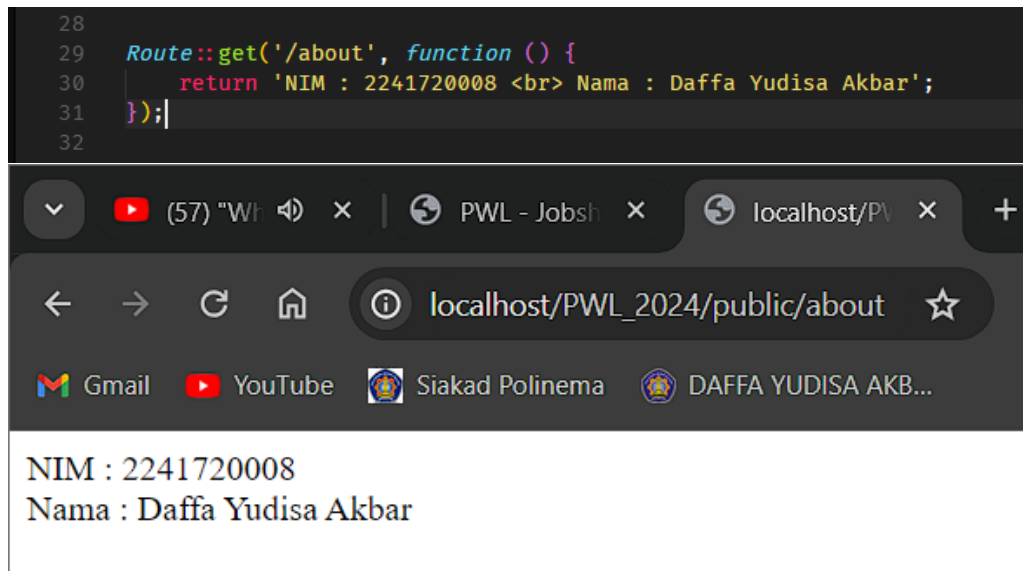 28
29 Route::get('/about', function () {
30 return 'NIM : 2241720008 <br> Nama : Daffa Yudisa Akbar';
31 });
32
(57) "Wh PWL - Jobsh localhost/PW
localhost/PWL_2024/public/about
Gmail YouTube Siakad Polinema DAFFA YUDISA AKB...
NIM : 2241720008
Nama : Daffa Yudisa Akbar